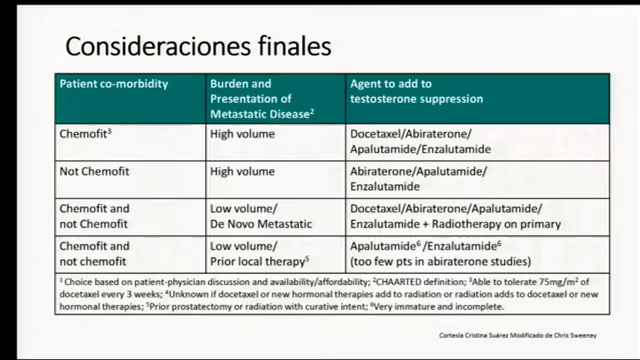 Consideraciones finales
Patient co-morbidity
Burden and
Presentation of
Metastatic Disease2
Agent to add to
testosterone suppression
Chemofit3
High volume
Docetaxel/Abiraterone/
Apalutamide/Enzalutamide
Not Chemofit
High volume
Abiraterone/Apalutamide/
Enzalutamide
Chemofit and
not Chemofit
Low volume/
De Novo Metastatic
Docetaxel/Abiraterone/Apalutamide/
Enzalutamide + Radiotherapy on primary
Chemofit and
not chemofit
Low volume/
Prior local therapy5
Apalutamide6/Enzalutamide6
(too few pts in abiraterone studies)
1 Choice based on patient-physician discussion and availability/affordability; 2CHAARTED definition; 3Able to tolerate 75mg/m2 of
docetaxel every 3 weeks; 4Unknown if docetaxel or new hormonal therapies add to radiation or radiation adds to docetaxel or new
hormonal therapies; 5Prior prostatectomy or radiation with curative intent; 6Very immature and incomplete.
Cortesía Cristina Suárez Modificado de Chris Sweeney